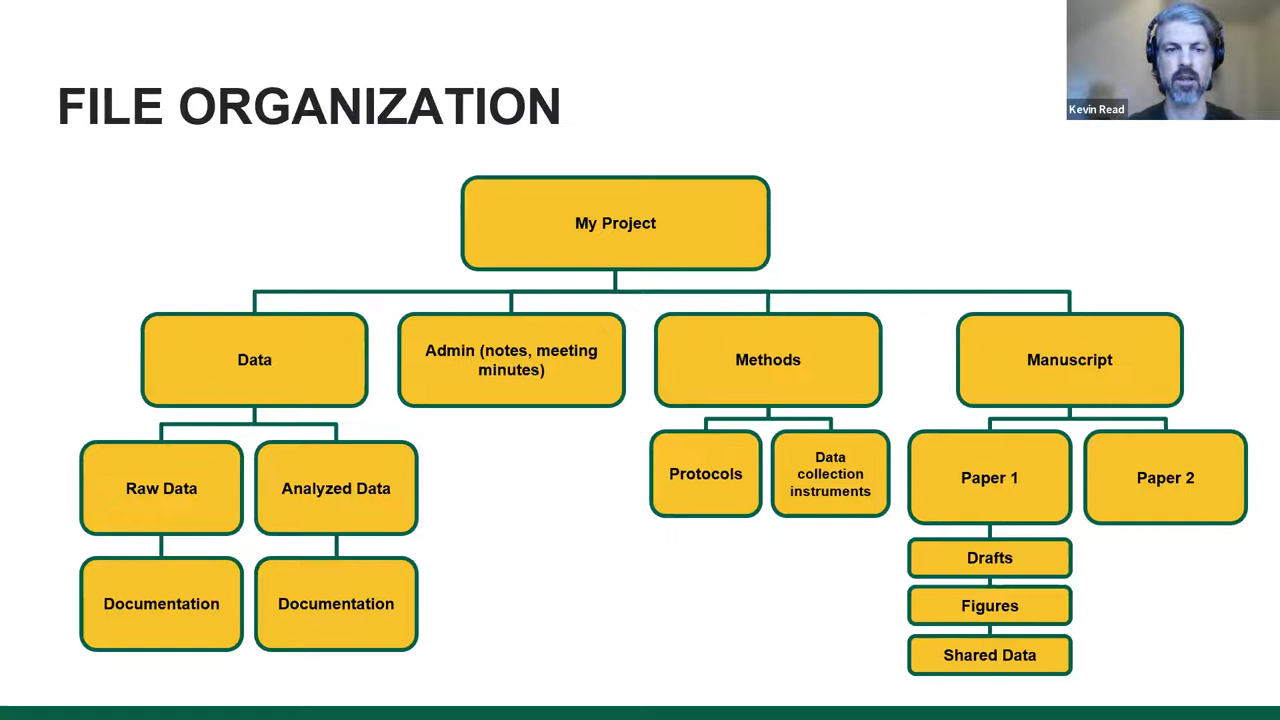 Kevin Read
FILE ORGANIZATION
My Project
Data
Admin (notes, meeting
minutes)
Methods
Manuscript
Raw Data
Analyzed Data
Protocols
Data
collection
instruments
Paper 1
Paper 2
Documentation
Documentation
Drafts
Figures
Shared Data